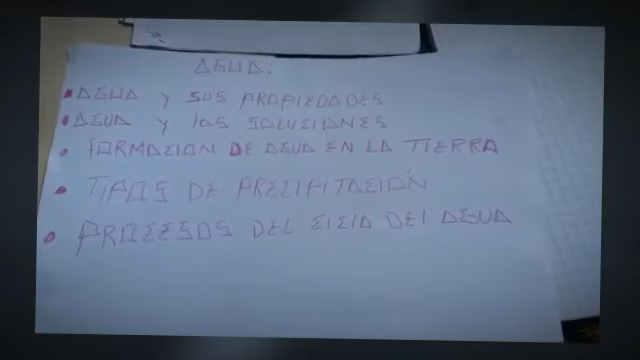 AGUA:
• AGUA Y SUS PROPIEDADES
• AGUA Y LAS SOLUCIONES
• FORMACION DE AGUA EN LA TIERRA
• TIPOS DE PRECIPITACIÓN
• PROCESOS DEL CICLO DEL AGUA